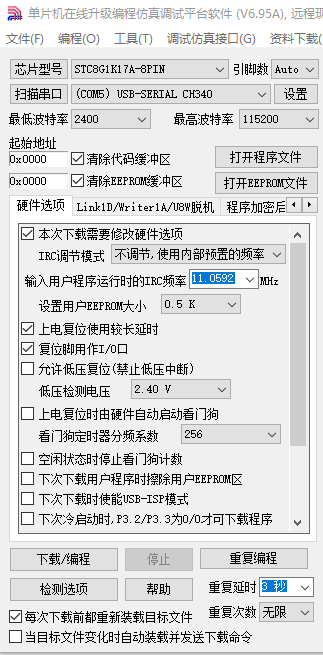 单片机在线升级编程仿真调试平台软件 (V6.95A), 远程现
文件(F) 编程(O) 工具(T) 调试仿真接口(G) 资料下载(
芯片型号 STC8G1K17A-8PIN 引脚数 Auto
扫描串口 (COM5) USB-SERIAL CH340 设置
最低波特率 2400 最高波特率 115200
起始地址
0x0000 清除代码缓冲区 打开程序文件
0x0000 清除EEPROM缓冲区 打开EEPROM文件
硬件选项 Link1D/Writer1A/U8W脱机 程序加密后
本次下载需要修改硬件选项
IRC调节模式 不调节,使用内部预置的频率
输入用户程序运行时的IRC频率 11.0592 MHz
设置用户EEPROM大小 0.5 K
上电复位使用较长延时
复位脚用作I/O口
允许低压复位(禁止低压中断)
低压检测电压 2.40 V
上电复位时由硬件自动启动看门狗
看门狗定时器分频系数 256
空闲状态时停止看门狗计数
下次下载用户程序时擦除用户EEPROM区
下次下载时使能USB-ISP模式
下次冷启动时,P3.2/P3.3为0/0才可下载程序
下载/编程 停止 重复编程
检测选项 帮助 重复延时 3 秒
每次下载前都重新装载目标文件 重复次数 无限
当目标文件变化时自动装载并发送下载命令